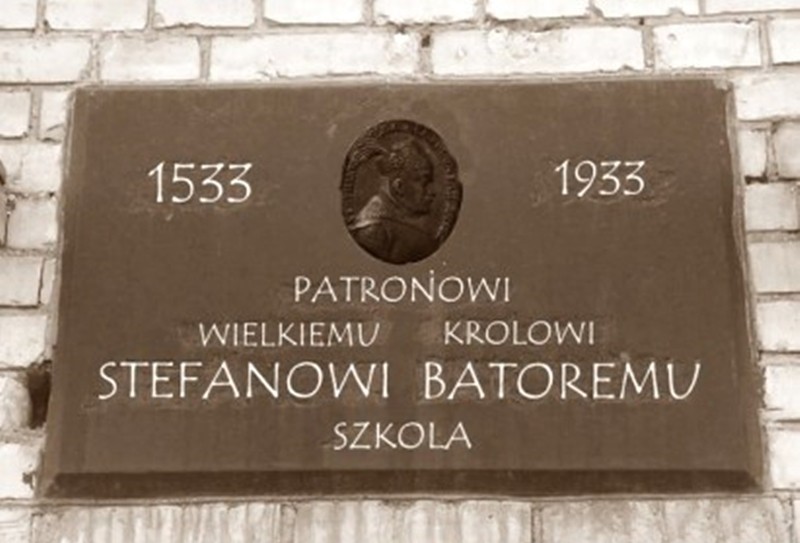 1533 1933
PATRONOWI
WIELKIEMU KROLOWI
STEFANOWI BATOREMU
SZKOLA